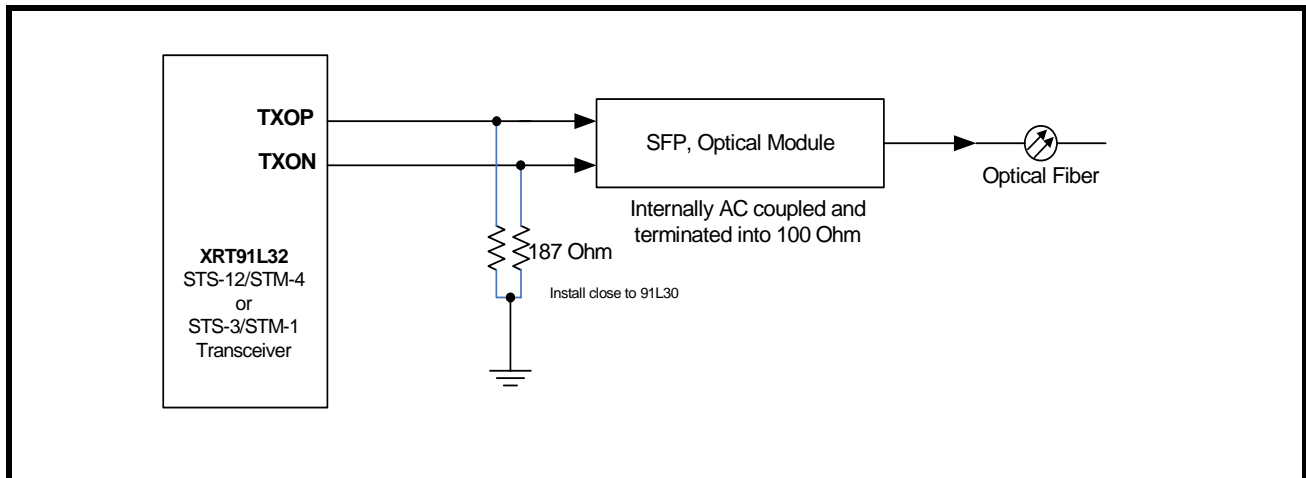 TXOP
TXON
XRT91L32
STS-12/STM-4
or
STS-3/STM-1
Transceiver
187 Ohm
Install close to 91L30
SFP, Optical Module
Internally AC coupled and
terminated into 100 Ohm
Optical Fiber